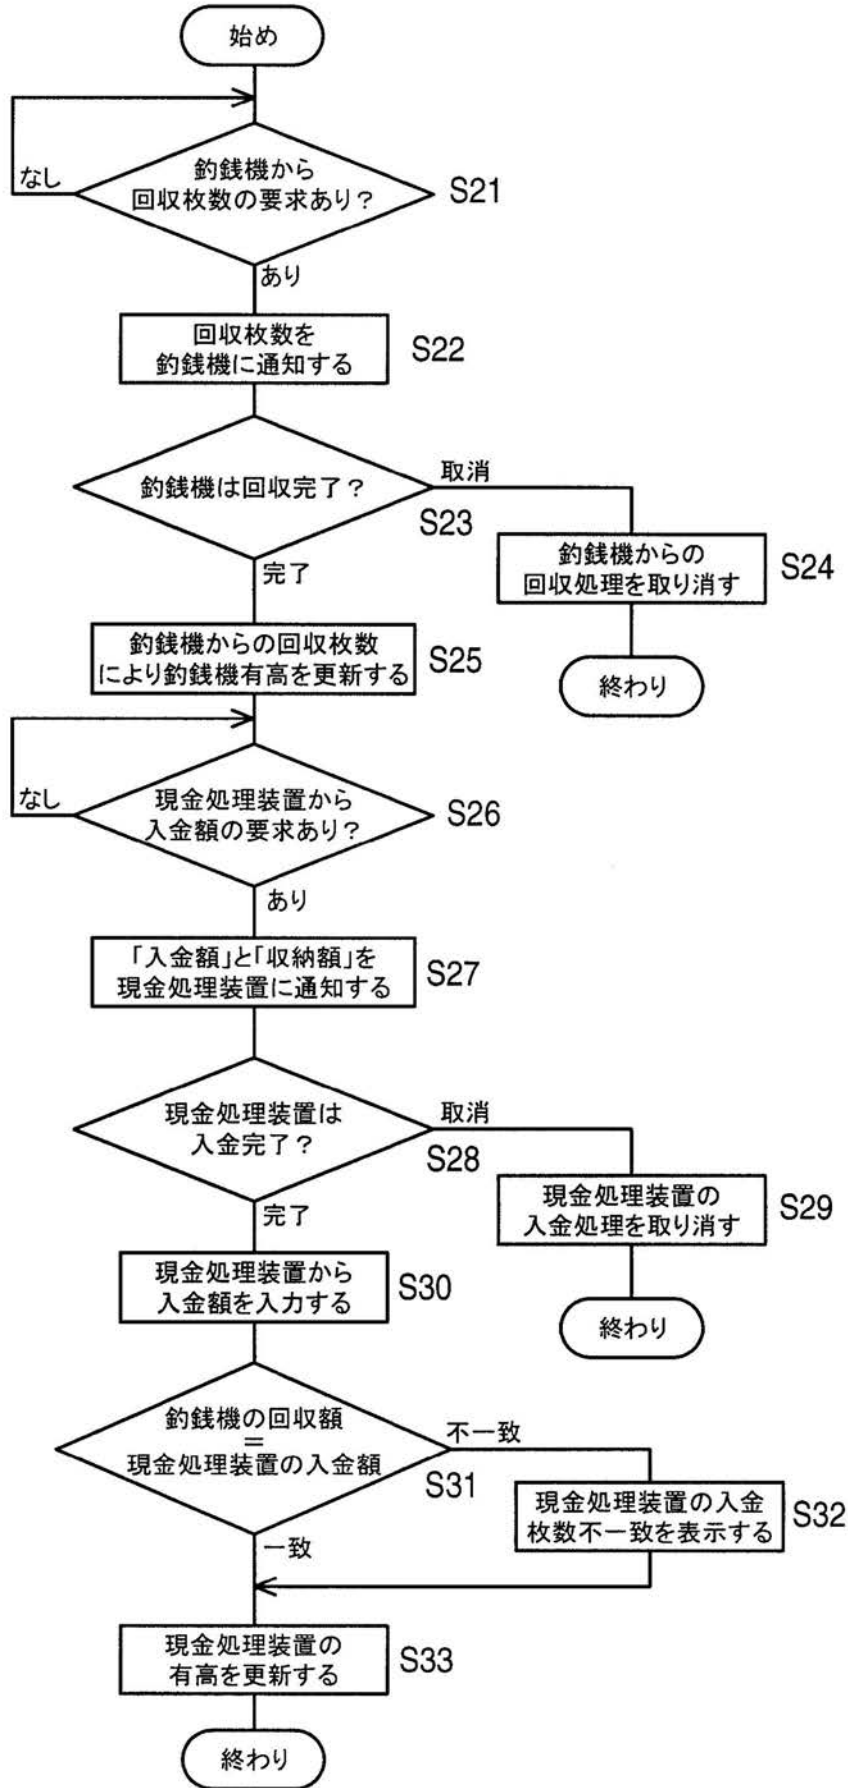 始め
なし
釣銭機から
回収枚数の要求あり?
S21
あり
回収枚数を
釣銭機に通知する
S22
釣銭機は回収完了?
取消
S23
釣銭機からの
回収処理を取り消す
S24
完了
終わり
釣銭機からの回収枚数
により釣銭機有高を更新する
S25
なし
現金処理装置から
入金額の要求あり?
S26
あり
「入金額」と「収納額」を
現金処理装置に通知する
S27
現金処理装置は
入金完了?
取消
S28
現金処理装置の
入金処理を取り消す
S29
完了
終わり
現金処理装置から
入金額を入力する
S30
釣銭機の回収額
=
現金処理装置の入金額
不一致
S31
現金処理装置の入金
枚数不一致を表示する
S32
一致
現金処理装置の
有高を更新する
S33
終わり